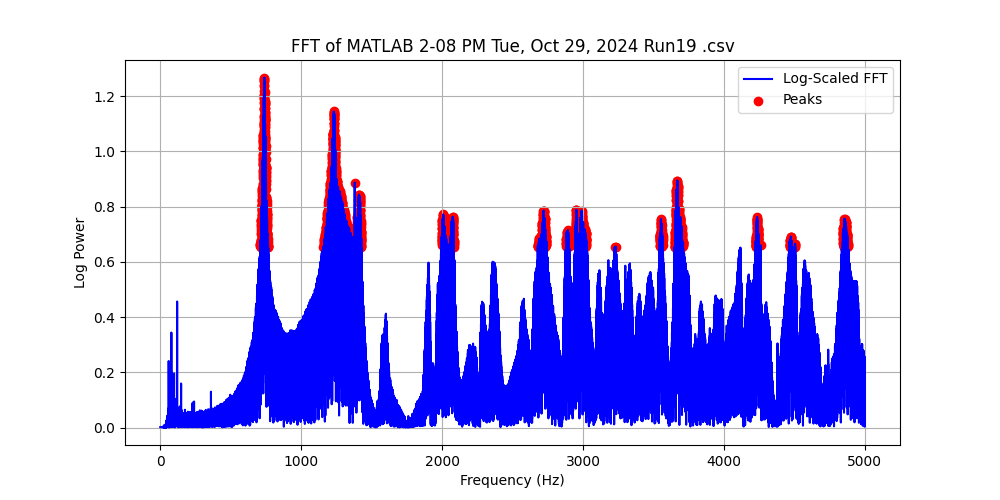 FFT of MATLAB 2-08 PM Tue, Oct 29, 2024 Run19 .csv
Log-Scaled FFT
Peaks
1.2
1.0
0.8
0.6
0.4
0.2
0.0
Log Power
0 1000 2000 3000 4000 5000
Frequency (Hz)